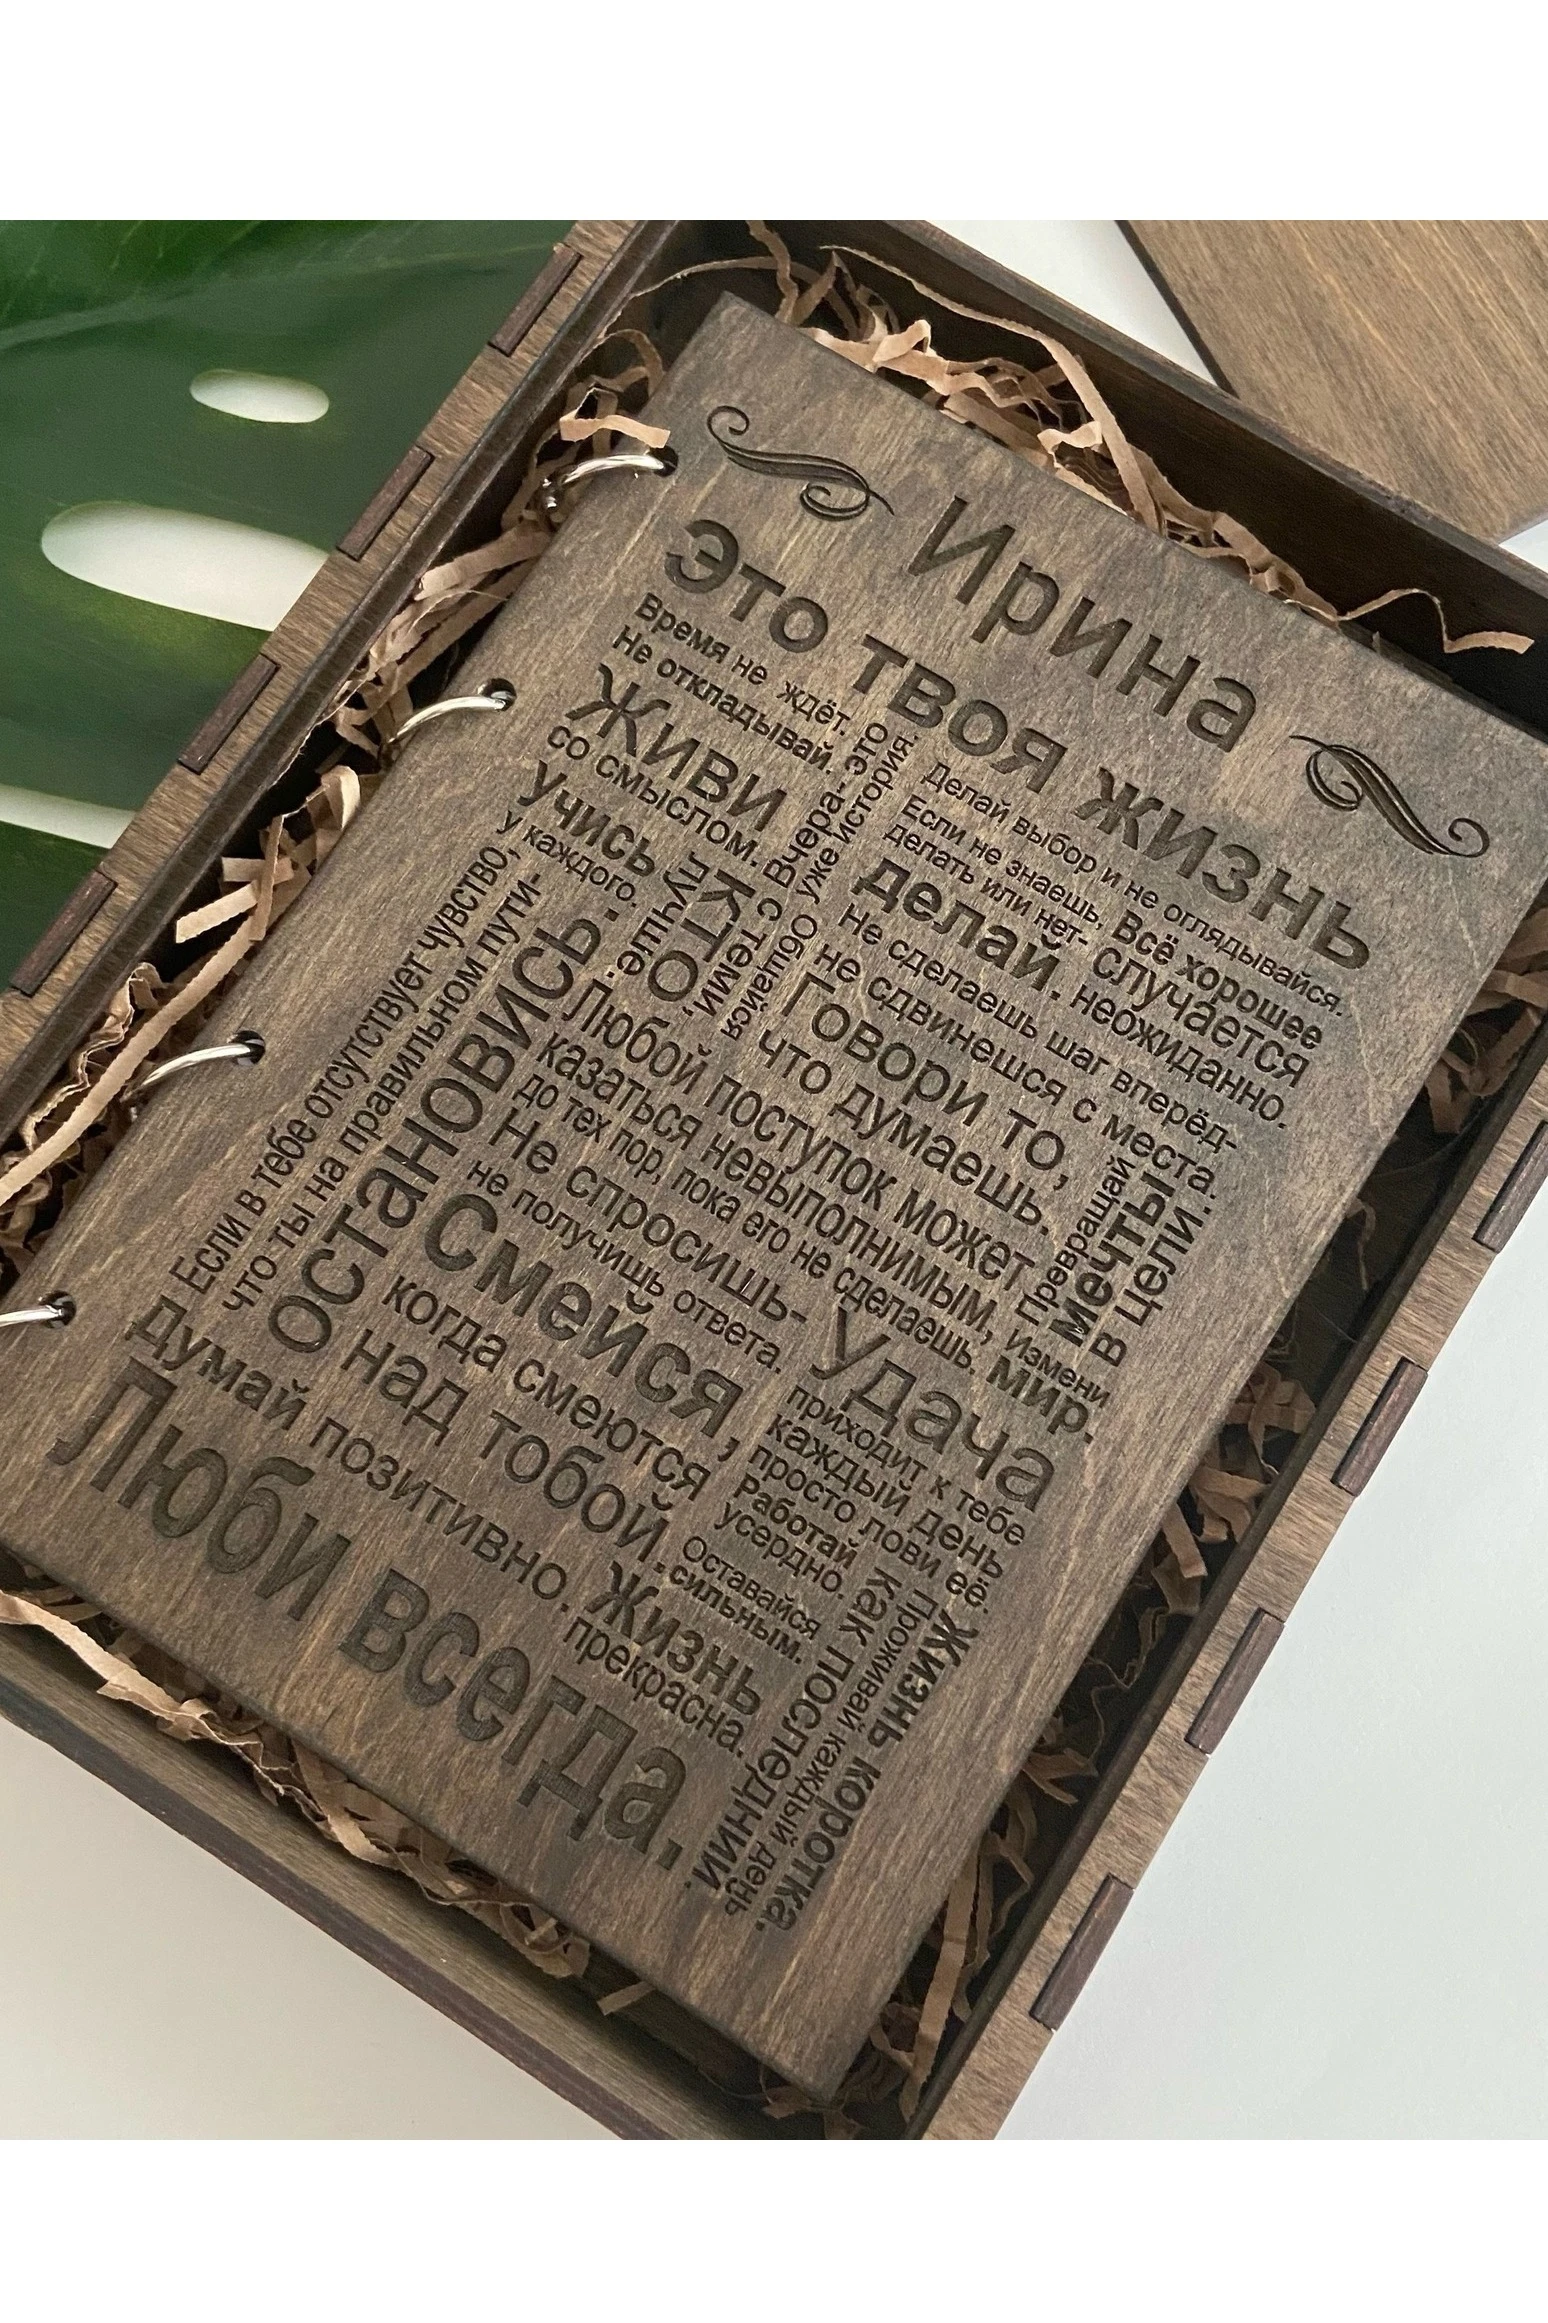 Ирина
Это твоя жизнь
Время не ждёт.
Не откладывай.
Живи
со смыслом.
Учись
у каждого.
Вчера- это
уже история.
Общайся
с теми,
КТО
лучше.
Делай выбор и не оглядывайся.
Если не знаешь,
делать или нет-
делай.
Всё хорошее
случается
неожиданно.
Не сделаешь шаг вперёд-
не сдвинешься с места.
Говори то,
что думаешь.
Превращай
мечты
в цели.
Если в тебе отсутствует чувство,
что ты на правильном пути-
остановись.
Любой поступок может
казаться невыполнимым,
до тех пор, пока его не сделаешь.
Измени
мир.
Не спросишь-
не получишь ответа.
Смейся,
когда смеются
над тобой.
Удача
приходит к тебе
каждый день
просто лови её.
Работай
усердно.
Оставайся
сильным.
Думай позитивно.
Жизнь
прекрасна.
Жизнь коротка.
Проживай каждый день
как последний.
Люби всегда.